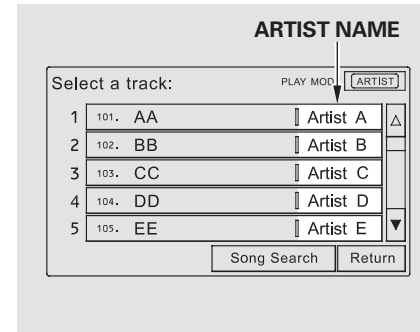 ARTIST NAME
Select a track: PLAY MOD ARTIST
1 101. AA Artist A
2 102. BB Artist B
3 103. CC Artist C
4 104. DD Artist D
5 105. EE Artist E
Song Search Return